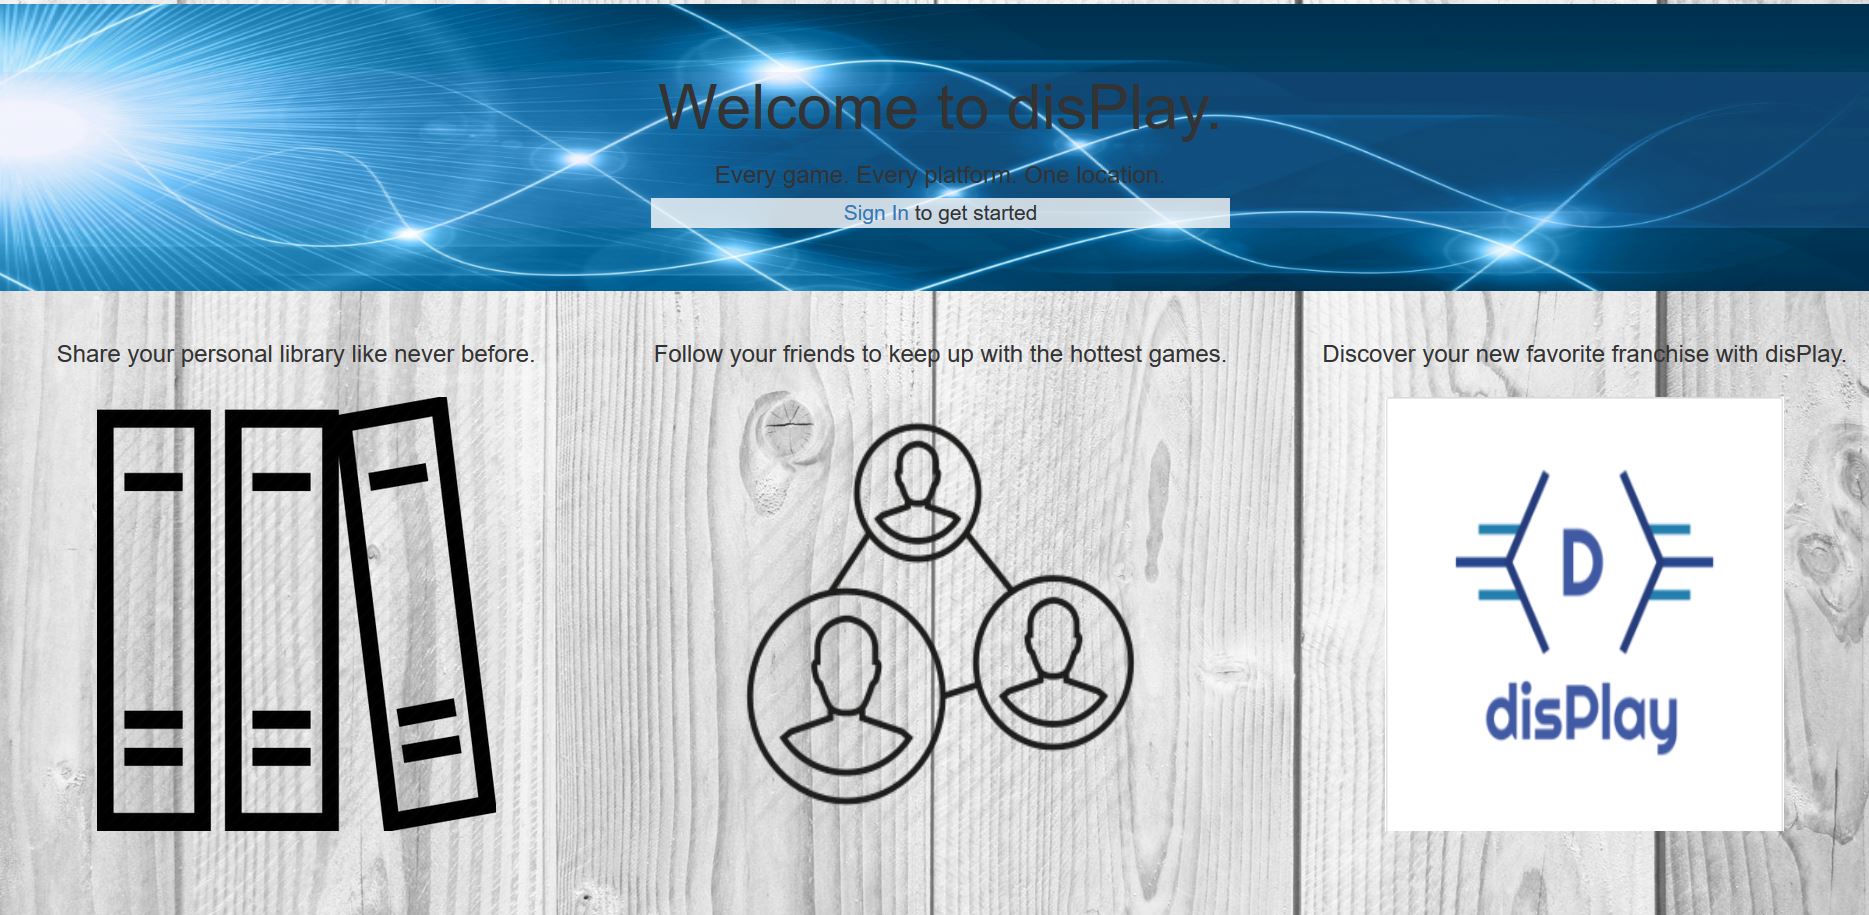 Welcome to disPlay.
Every game. Every platform. One location.
Sign In to get started
Share your personal library like never before.
Follow your friends to keep up with the hottest games.
Discover your new favorite franchise with disPlay.
D
disPlay